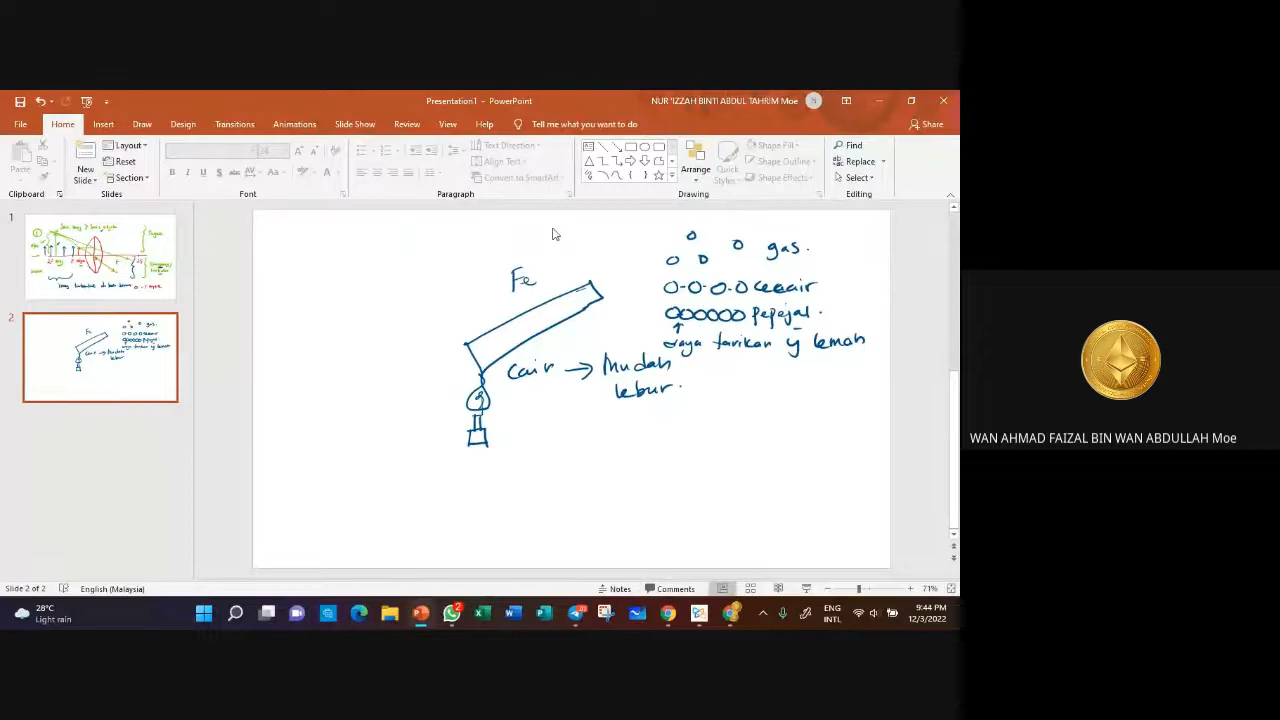 Presentation1 - PowerPoint
NUR 'IZZAH BINTI ABDUL TAHRIM Moe
N
File Home Insert Draw Design Transitions Animations Slide Show Review View Help Tell me what you want to do
Share
Paste
New
Slide
Layout
Reset
Section
Text Direction
Align Text
Convert to SmartArt
Arrange
Quick
Styles
Shape Fill
Shape Outline
Shape Effects
Find
Replace
Select
Clipboard
Slides
Font
Paragraph
Drawing
Editing
1
2
Fe
gas.
pepejal.
daya tarikan yg lemah
Cair → Mudah
lebur.
WAN AHMAD FAIZAL BIN WAN ABDULLAH Moe
Slide 2 of 2
English (Malaysia)
Notes
Comments
71%
28°C
Light rain
ENG
INTL
9:44 PM
12/3/2022